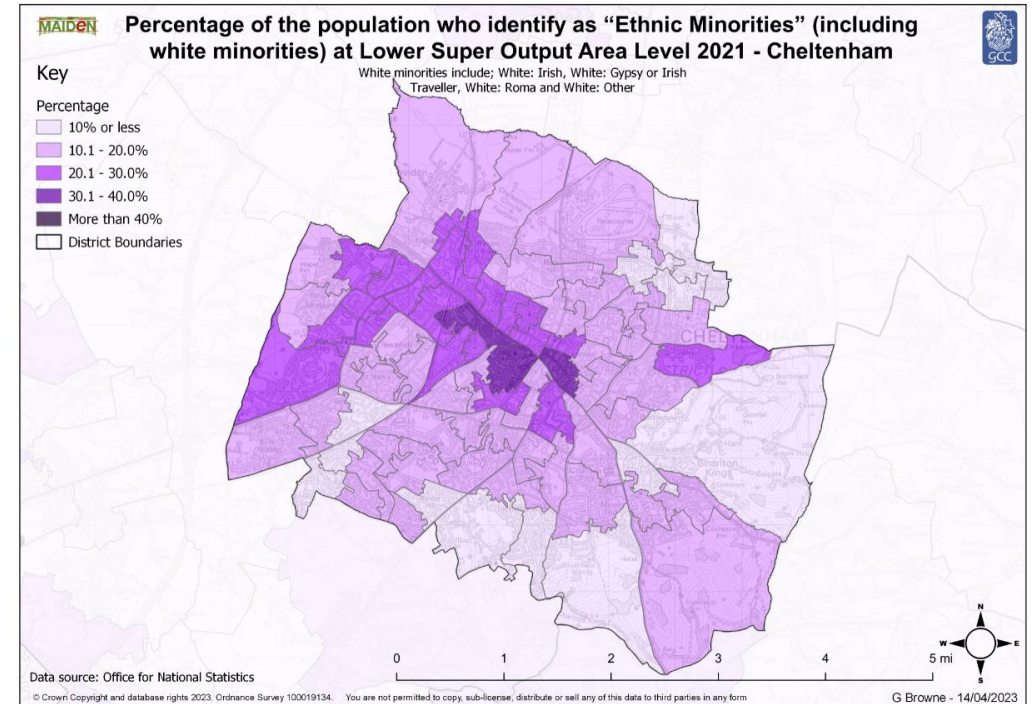 MAIDEN
Percentage of the population who identify as “Ethnic Minorities” (including
white minorities) at Lower Super Output Area Level 2021 - Cheltenham
gcc
White minorities include; White: Irish, White: Gypsy or Irish
Traveller, White: Roma and White: Other
Key
Percentage
10% or less
10.1 - 20.0%
20.1 - 30.0%
30.1 - 40.0%
More than 40%
District Boundaries
Charlton
Kings
N
W
E
S
0 1 2 3 4 5 mi
Data source: Office for National Statistics
© Crown Copyright and database rights 2023. Ordnance Survey 100019134. You are not permitted to copy, sub-license, distribute or sell any of this data to third parties in any form
G Browne - 14/04/2023